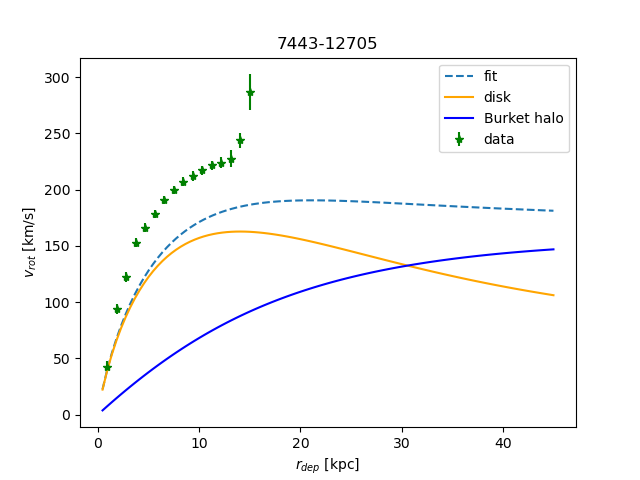 7443-12705
300
250
200
150
100
50
0
v_rot [km/s]
fit
disk
Burket halo
data
0 10 20 30 40
r_dep [kpc]